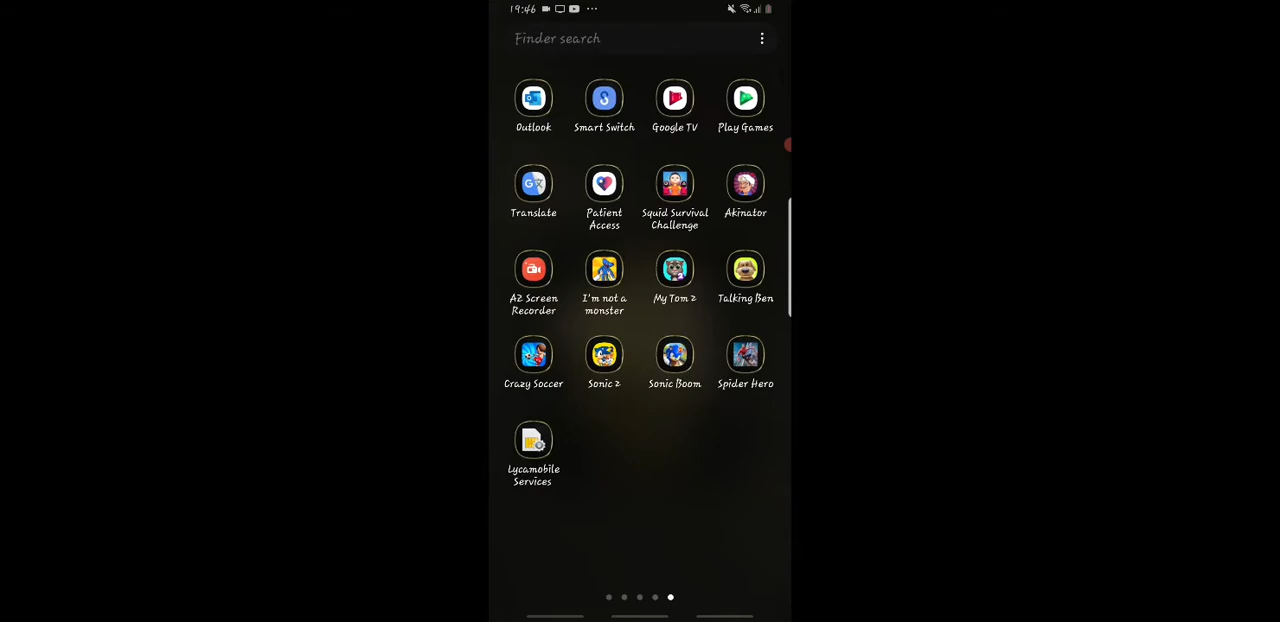 19:46
Finder search
Outlook
Smart Switch
Google TV
Play Games
Translate
Patient
Access
Squid Survival
Challenge
Akinator
AZ Screen
Recorder
I'm not a
monster
My Tom 2
Talking Ben
Crazy Soccer
Sonic 2
Sonic Boom
Spider Hero
Lycamobile
Services